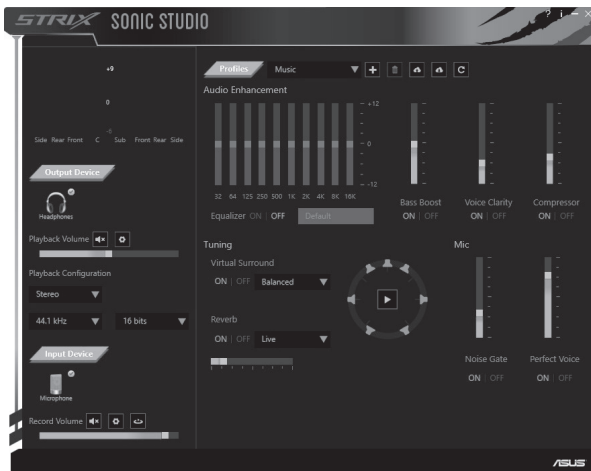 STRIX SONIC STUDIO
? i − ×
+9
0
Side Rear Front C Sub Front Rear Side
Output Device
Headphones
Playback Volume
Playback Configuration
Stereo
44.1 kHz 16 bits
Input Device
Microphone
Record Volume
Profiles Music
Audio Enhancement
+12
0
-12
32 64 125 250 500 1K 2K 4K 8K 16K
Equalizer ON | OFF Default
Bass Boost
ON | OFF
Voice Clarity
ON | OFF
Compressor
ON | OFF
Tuning
Virtual Surround
ON | OFF Balanced
Reverb
ON | OFF Live
Mic
Noise Gate
ON | OFF
Perfect Voice
ON | OFF
ASUS